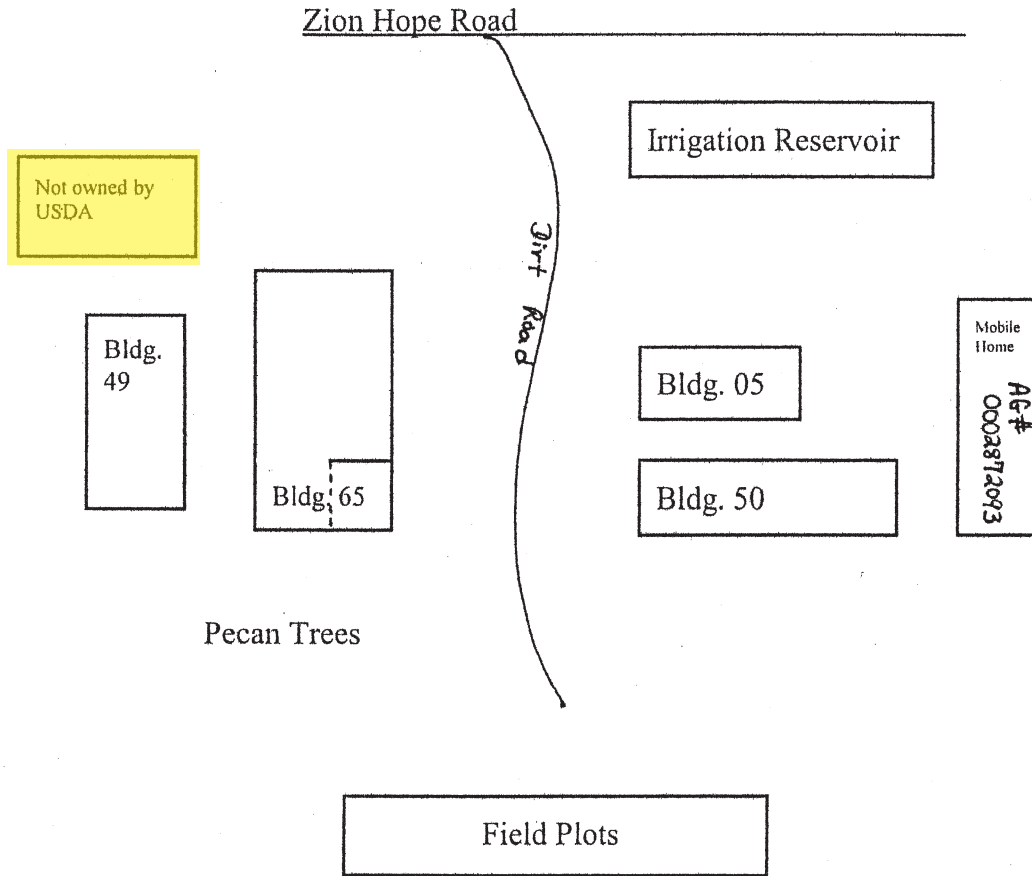 Zion Hope Road
Irrigation Reservoir
Not owned by
USDA
Dirt Road
Mobile
Home
AG#
0002872093
Bldg.
49
Bldg. 05
Bldg. 65
Bldg. 50
Pecan Trees
Field Plots